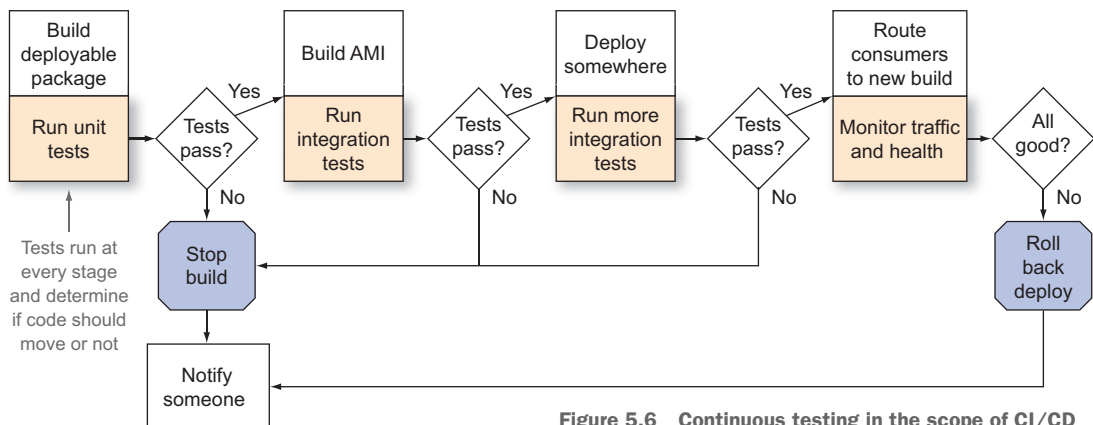 Build
deployable
package
Run unit
tests
Tests
pass?
Yes
No
Build AMI
Run
integration
tests
Tests
pass?
Yes
No
Deploy
somewhere
Run more
integration
tests
Tests
pass?
Yes
No
Route
consumers
to new build
Monitor traffic
and health
All
good?
No
Tests run at
every stage
and determine
if code should
move or not
Stop
build
Roll
back
deploy
Notify
someone
Figure 5.6 Continuous testing in the scope of CI/CD